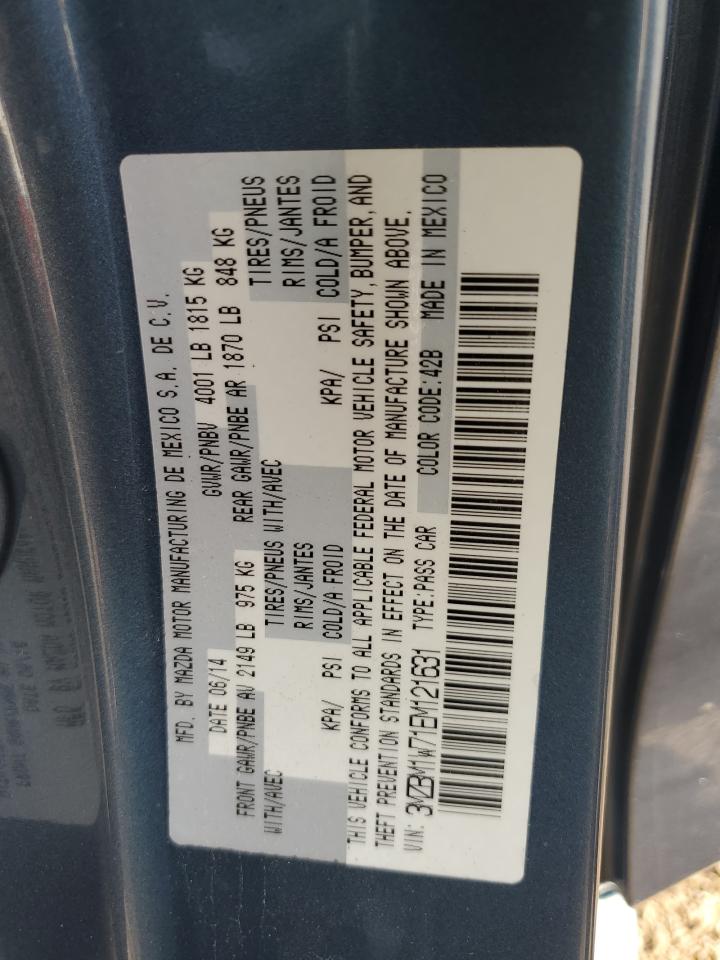 MFD. BY MAZDA MOTOR MANUFACTURING DE MEXICO S.A. DE C.V.
DATE 06/14 GVWR/PNBV 4001 LB 1815 KG
FRONT GAWR/PNBE AV 2149 LB 975 KG REAR GAWR/PNBE AR 1870 LB 848 KG
WITH/AVEC TIRES/PNEUS WITH/AVEC TIRES/PNEUS
RIMS/JANTES RIMS/JANTES
KPA/ PSI COLD/A FROID KPA/ PSI COLD/A FROID
THIS VEHICLE CONFORMS TO ALL APPLICABLE FEDERAL MOTOR VEHICLE SAFETY, BUMPER, AND
THEFT PREVENTION STANDARDS IN EFFECT ON THE DATE OF MANUFACTURE SHOWN ABOVE.
VIN: 3MZBM1W71EM121631 TYPE:PASS CAR COLOR CODE:42B MADE IN MEXICO